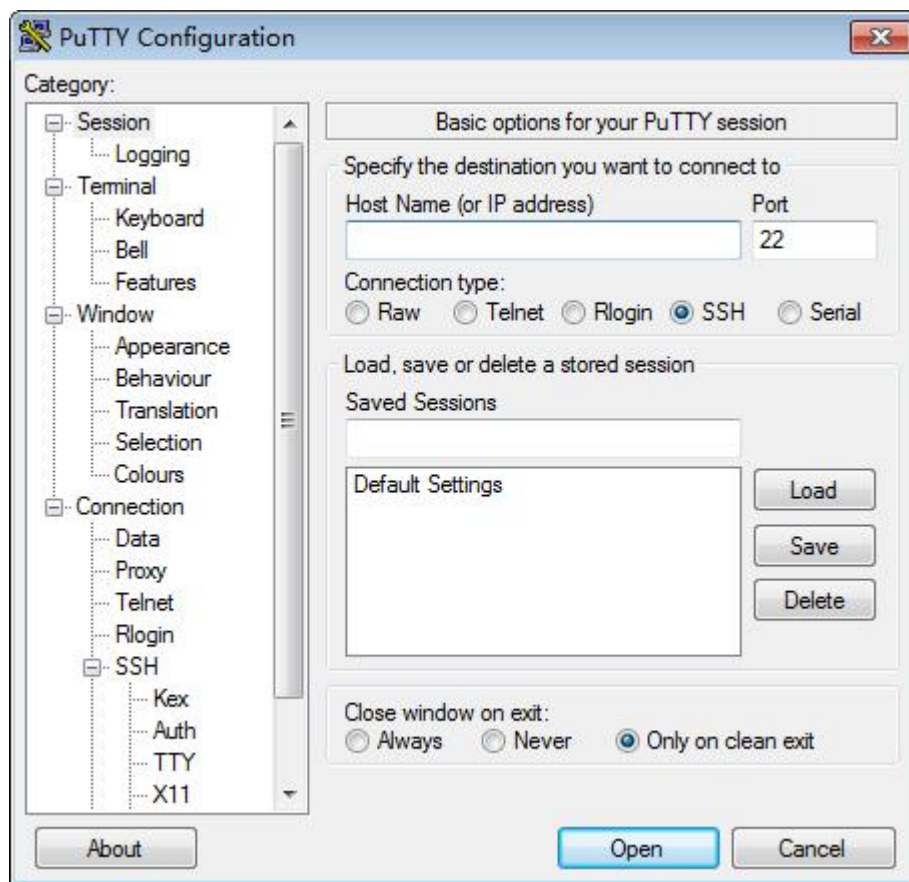 PuTTY Configuration
Category:
Session
Logging
Terminal
Keyboard
Bell
Features
Window
Appearance
Behaviour
Translation
Selection
Colours
Connection
Data
Proxy
Telnet
Rlogin
SSH
Kex
Auth
TTY
X11
Basic options for your PuTTY session
Specify the destination you want to connect to
Host Name (or IP address) Port
22
Connection type:
Raw Telnet Rlogin SSH Serial
Load, save or delete a stored session
Saved Sessions
Default Settings
Load
Save
Delete
Close window on exit:
Always Never Only on clean exit
About Open Cancel